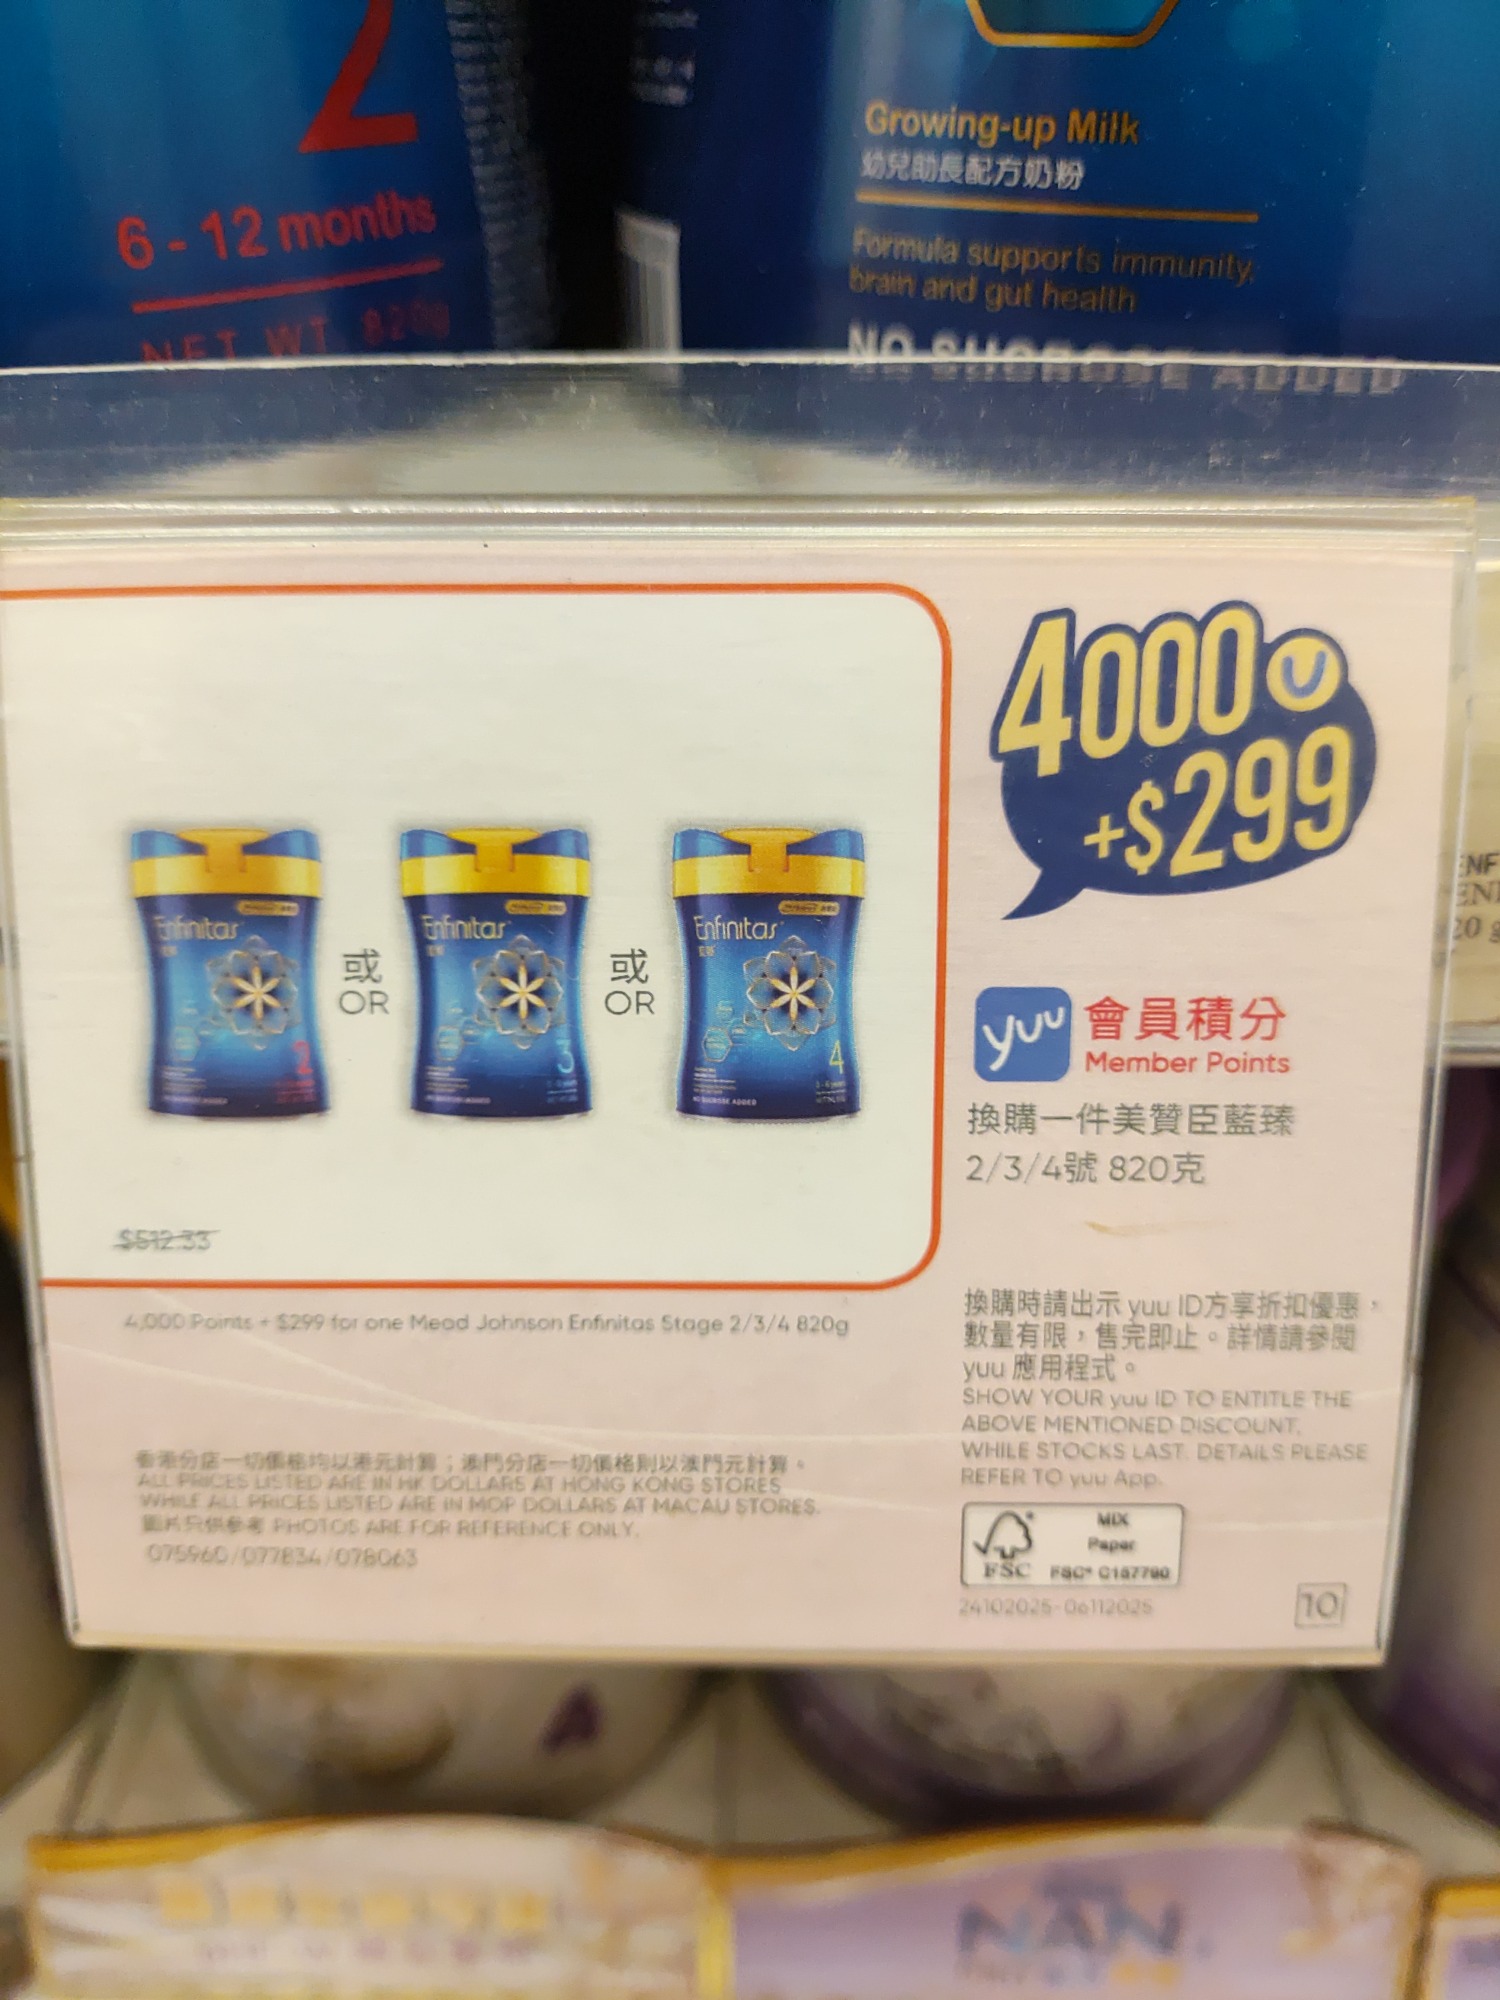 2
6 - 12 months
NET WT 820g
Growing-up Milk
幼兒助長配方奶粉
Formula supports immunity,
brain and gut health
NO SUCROSE ADDED
4000 U
+$299
Enfinitas
2
或
OR
Enfinitas
3
或
OR
Enfinitas
4
NO SUCROSE ADDED
$512.33
yuu 會員積分
Member Points
換購一件美贊臣藍臻
2/3/4號 820克
4,000 Points + $299 for one Mead Johnson Enfinitas Stage 2/3/4 820g
換購時請出示 yuu ID方享折扣優惠，
數量有限，售完即止。詳情請參閱
yuu 應用程式。
SHOW YOUR yuu ID TO ENTITLE THE
ABOVE MENTIONED DISCOUNT,
WHILE STOCKS LAST. DETAILS PLEASE
REFER TO yuu App.
香港分店一切價格均以港元計算；澳門分店一切價格則以澳門元計算。
ALL PRICES LISTED ARE IN HK DOLLARS AT HONG KONG STORES
WHILE ALL PRICES LISTED ARE IN MOP DOLLARS AT MACAU STORES.
圖片只供參考 PHOTOS ARE FOR REFERENCE ONLY.
075960/077834/078063
FSC
MIX
Paper
FSC® C157790
24102025-06112025
10
NAN